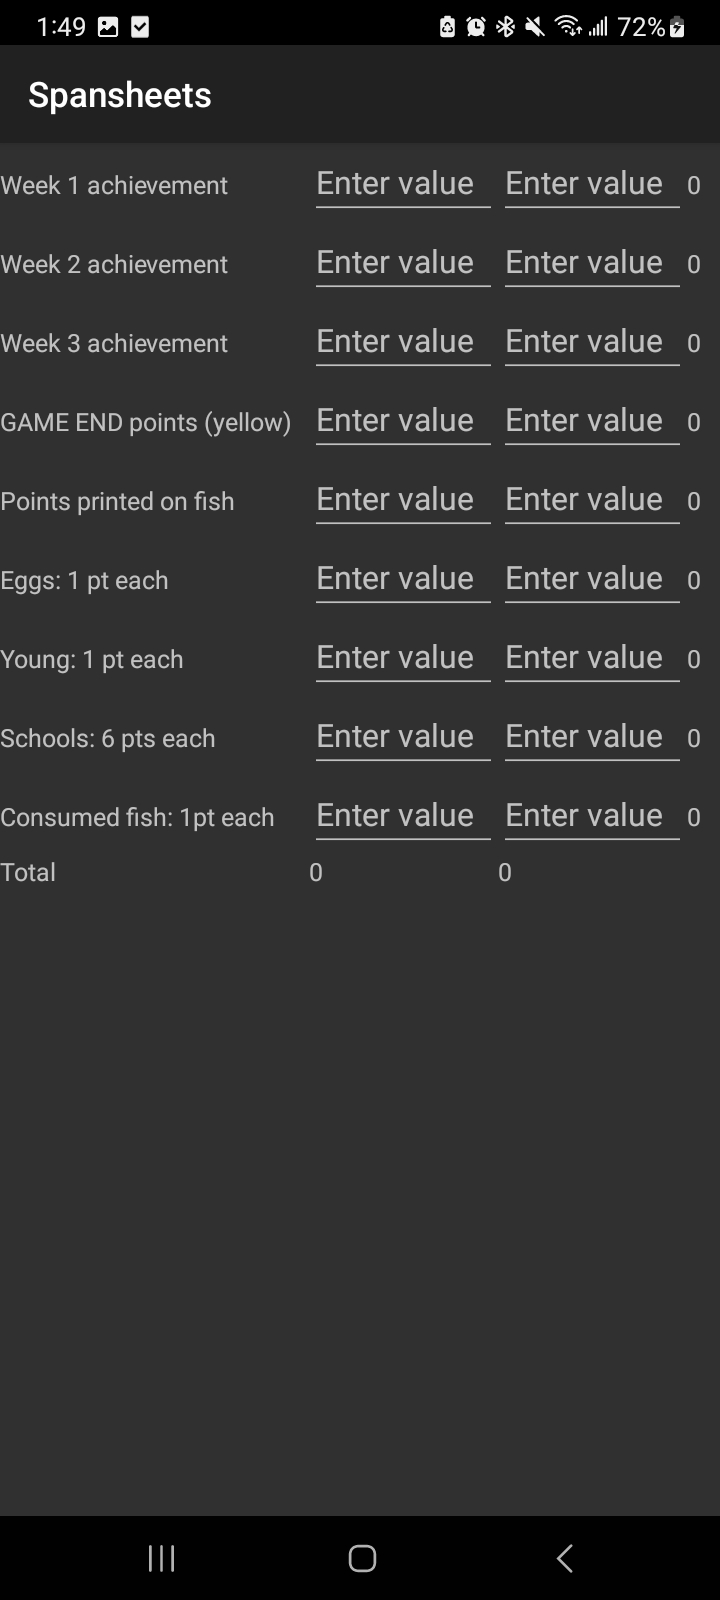 1:49 72%
Spansheets
Week 1 achievement Enter value Enter value 0
Week 2 achievement Enter value Enter value 0
Week 3 achievement Enter value Enter value 0
GAME END points (yellow) Enter value Enter value 0
Points printed on fish Enter value Enter value 0
Eggs: 1 pt each Enter value Enter value 0
Young: 1 pt each Enter value Enter value 0
Schools: 6 pts each Enter value Enter value 0
Consumed fish: 1pt each Enter value Enter value 0
Total 0 0